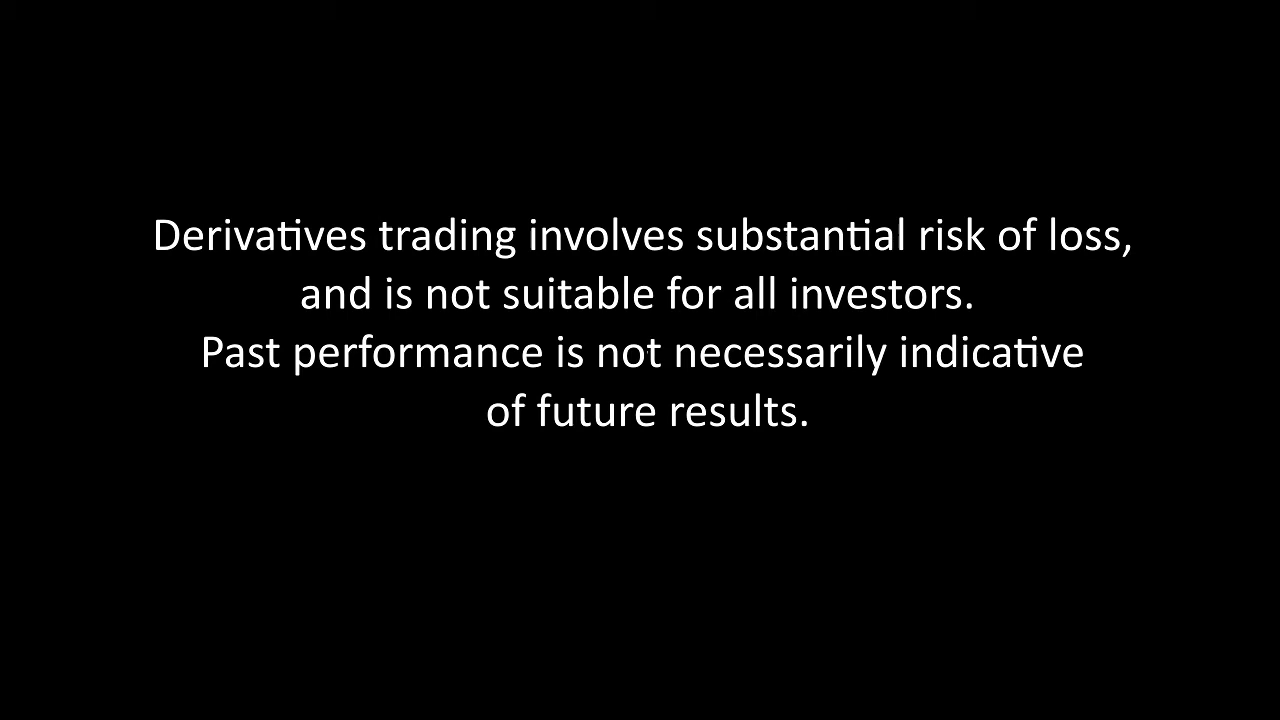 Derivatives trading involves substantial risk of loss,
and is not suitable for all investors.
Past performance is not necessarily indicative
of future results.